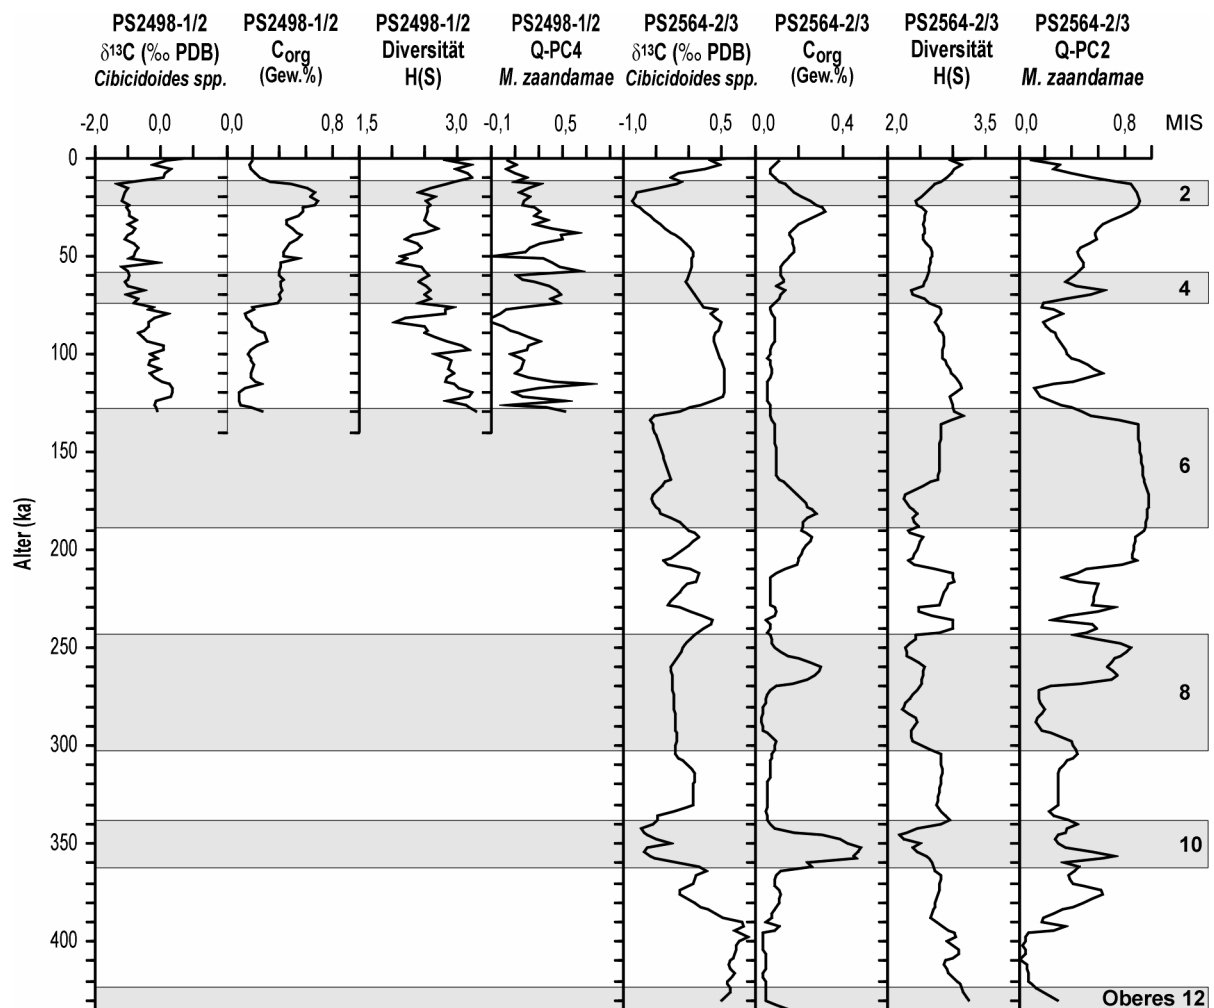 PS2498-1/2 PS2498-1/2 PS2498-1/2 PS2498-1/2 PS2564-2/3 PS2564-2/3 PS2564-2/3 PS2564-2/3
δ13C (‰ PDB) Corg Diversität Q-PC4 δ13C (‰ PDB) Corg Diversität Q-PC2
Cibicidoides spp. (Gew.%) H(S) M. zaandamae Cibicidoides spp. (Gew.%) H(S) M. zaandamae
-2,0 0,0 0,0 0,8 1,5 3,0 -0,1 0,5 -1,0 0,5 0,0 0,4 2,0 3,5 0,0 0,8 MIS
0
2
50
4
100
150
6
Alter (ka)
200
250
8
300
350
10
400
Oberes 12